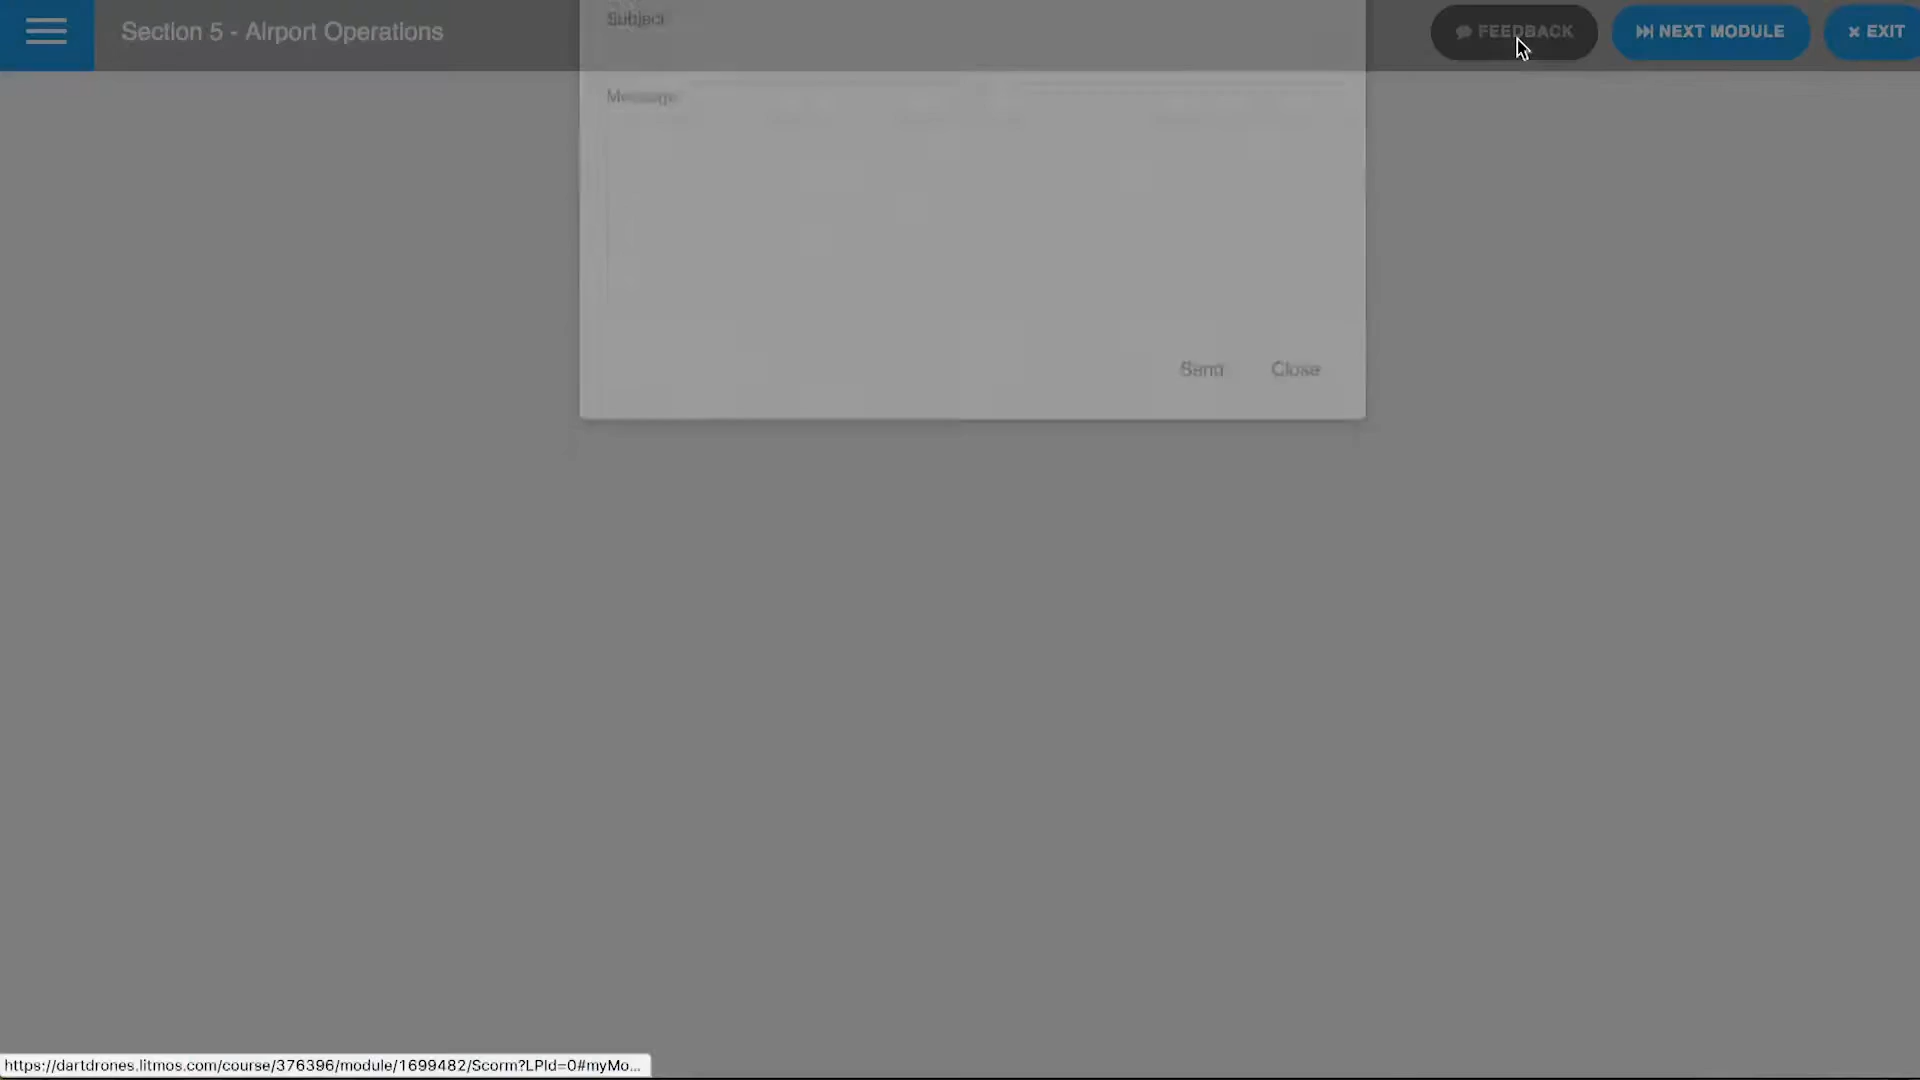 Section 5 - Airport Operations
Subject
FEEDBACK
NEXT MODULE
× EXIT
Message
Send
Close
https://dartdrones.litmos.com/course/376396/module/1699482/Scorm?LPId=0#myMo...